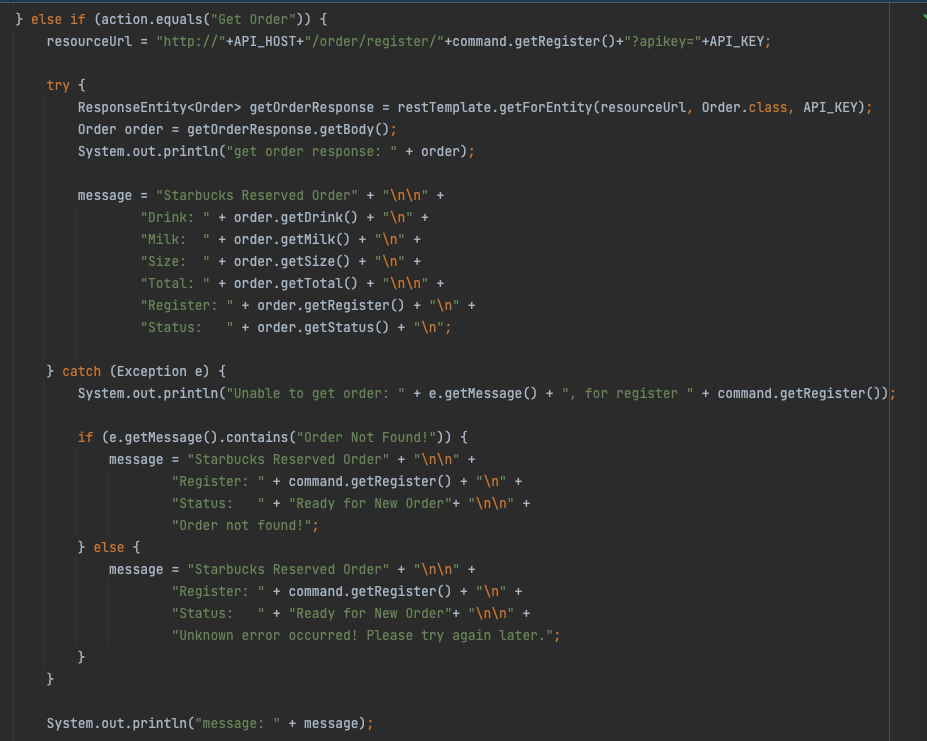 } else if (action.equals("Get Order")) {
    resourceUrl = "http://"+API_HOST+"/order/register/"+command.getRegister()+"?apikey="+API_KEY;

    try {
        ResponseEntity<Order> getOrderResponse = restTemplate.getForEntity(resourceUrl, Order.class, API_KEY);
        Order order = getOrderResponse.getBody();
        System.out.println("get order response: " + order);

        message = "Starbucks Reserved Order" + "\n\n" +
                "Drink: " + order.getDrink() + "\n" +
                "Milk:  " + order.getMilk() + "\n" +
                "Size:  " + order.getSize() + "\n" +
                "Total: " + order.getTotal() + "\n\n" +
                "Register: " + order.getRegister() + "\n" +
                "Status:   " + order.getStatus() + "\n";

    } catch (Exception e) {
        System.out.println("Unable to get order: " + e.getMessage() + ", for register " + command.getRegister());

        if (e.getMessage().contains("Order Not Found!")) {
            message = "Starbucks Reserved Order" + "\n\n" +
                    "Register: " + command.getRegister() + "\n" +
                    "Status:   " + "Ready for New Order"+ "\n\n" +
                    "Order not found!";
        } else {
            message = "Starbucks Reserved Order" + "\n\n" +
                    "Register: " + command.getRegister() + "\n" +
                    "Status:   " + "Ready for New Order"+ "\n\n" +
                    "Unknown error occurred! Please try again later.";
        }
    }

    System.out.println("message: " + message);